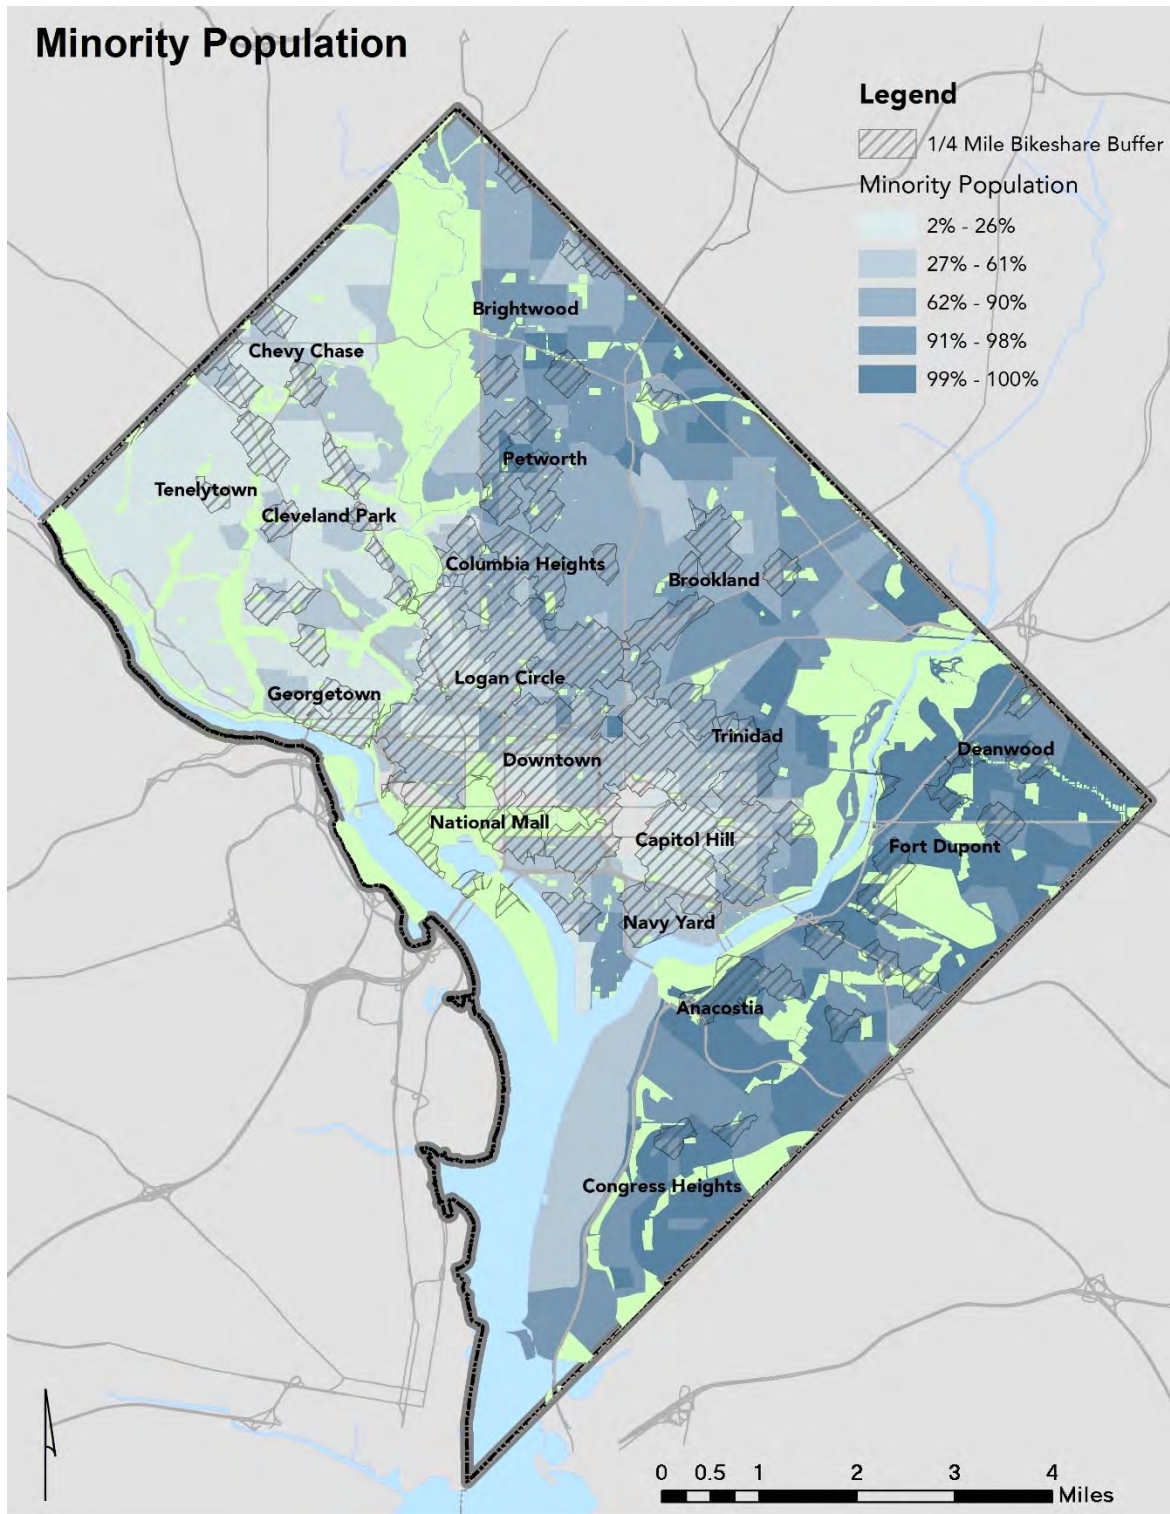 Minority Population
Legend
1/4 Mile Bikeshare Buffer
Minority Population
2% - 26%
27% - 61%
62% - 90%
91% - 98%
99% - 100%
Brightwood
Chevy Chase
Petworth
Tenelytown
Cleveland Park
Columbia Heights
Brookland
Logan Circle
Georgetown
Trinidad
Deanwood
Downtown
National Mall
Capitol Hill
Fort Dupont
Navy Yard
Anacostia
Congress Heights
0 0.5 1 2 3 4
Miles